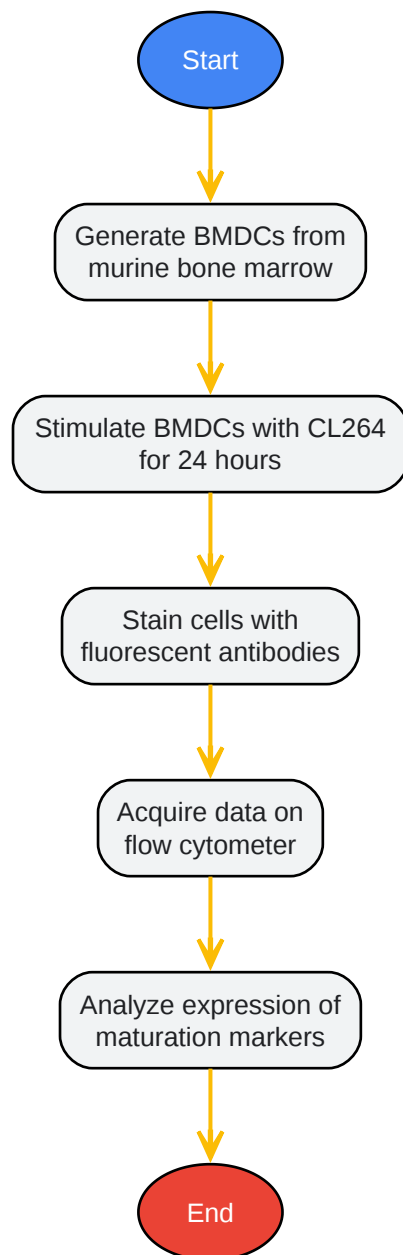 Start
Generate BMDCs from
murine bone marrow
Stimulate BMDCs with CL264
for 24 hours
Stain cells with
fluorescent antibodies
Acquire data on
flow cytometer
Analyze expression of
maturation markers
End